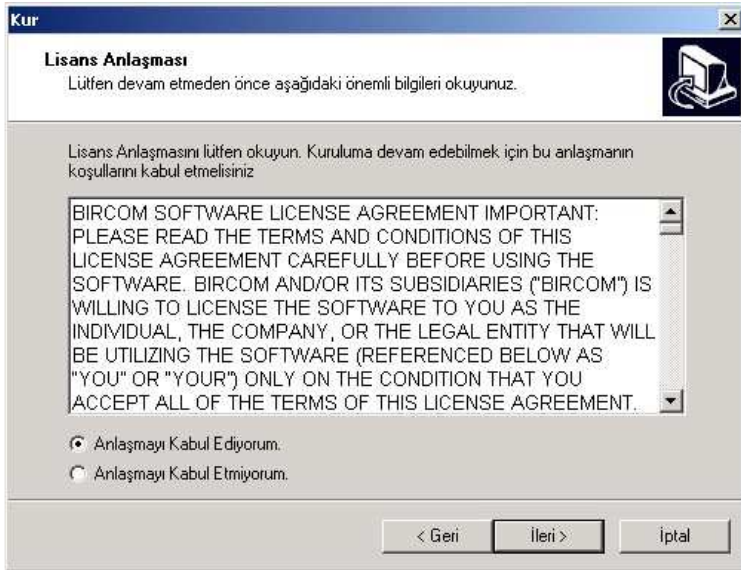 Kur
Lisans Anlaşması
Lütfen devam etmeden önce aşağıdaki önemli bilgileri okuyunuz.
Lisans Anlaşmasını lütfen okuyun. Kuruluma devam edebilmek için bu anlaşmanın
koşullarını kabul etmelisiniz
BIRCOM SOFTWARE LICENSE AGREEMENT IMPORTANT:
PLEASE READ THE TERMS AND CONDITIONS OF THIS
LICENSE AGREEMENT CAREFULLY BEFORE USING THE
SOFTWARE. BIRCOM AND/OR ITS SUBSIDIARIES ("BIRCOM") IS
WILLING TO LICENSE THE SOFTWARE TO YOU AS THE
INDIVIDUAL, THE COMPANY, OR THE LEGAL ENTITY THAT WILL
BE UTILIZING THE SOFTWARE (REFERENCED BELOW AS
"YOU" OR "YOUR") ONLY ON THE CONDITION THAT YOU
ACCEPT ALL OF THE TERMS OF THIS LICENSE AGREEMENT.
Anlaşmayı Kabul Ediyorum.
Anlaşmayı Kabul Etmiyorum.
< Geri İleri > İptal